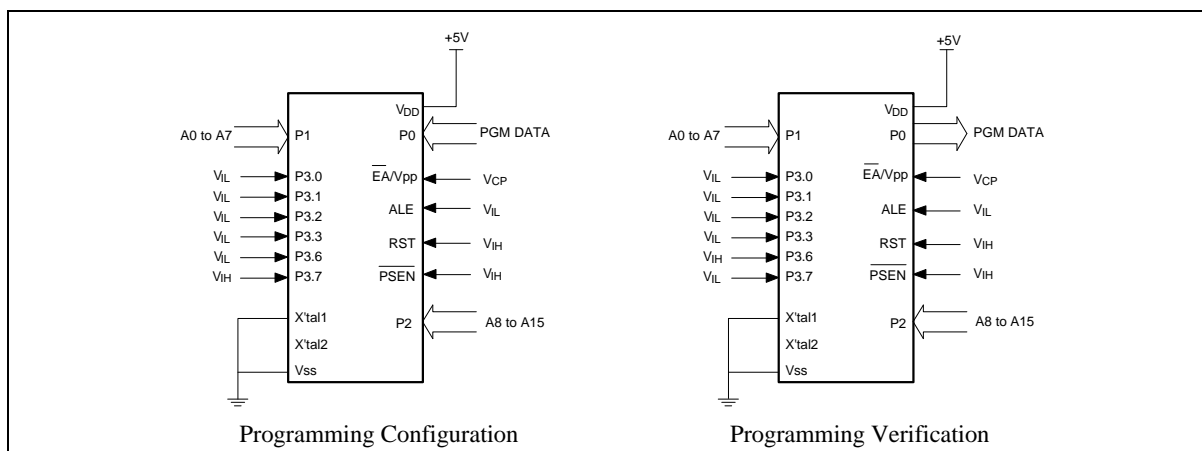 +5V
VDD
A0 to A7
P1
P0
PGM DATA
VIL
P3.0
EA/Vpp
VCP
VIL
P3.1
VIL
P3.2
ALE
VIL
VIL
P3.3
RST
VIH
VIL
P3.6
VIH
P3.7
PSEN
VIH
X'tal1
P2
A8 to A15
X'tal2
Vss
Programming Configuration
+5V
VDD
A0 to A7
P1
P0
PGM DATA
VIL
P3.0
EA/Vpp
VCP
VIL
P3.1
VIL
P3.2
ALE
VIL
VIL
P3.3
RST
VIH
VIH
P3.6
VIL
P3.7
PSEN
VIH
X'tal1
P2
A8 to A15
X'tal2
Vss
Programming Verification